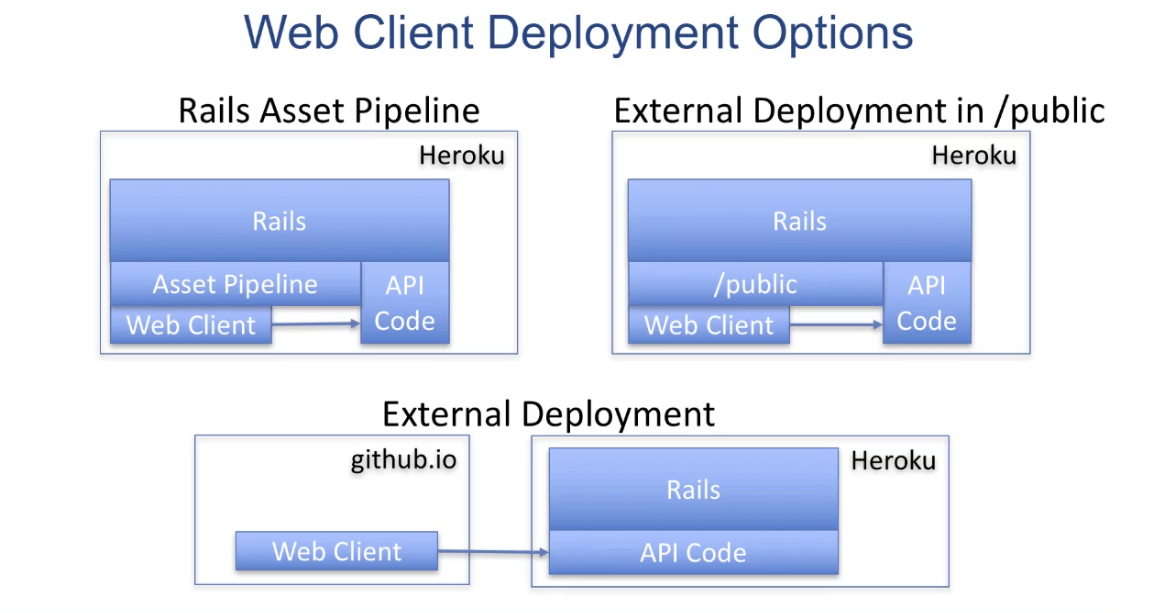 Web Client Deployment Options
Rails Asset Pipeline
Heroku
Rails
Asset Pipeline
API
Code
Web Client
External Deployment in /public
Heroku
Rails
/public
API
Code
Web Client
External Deployment
github.io
Web Client
Heroku
Rails
API Code